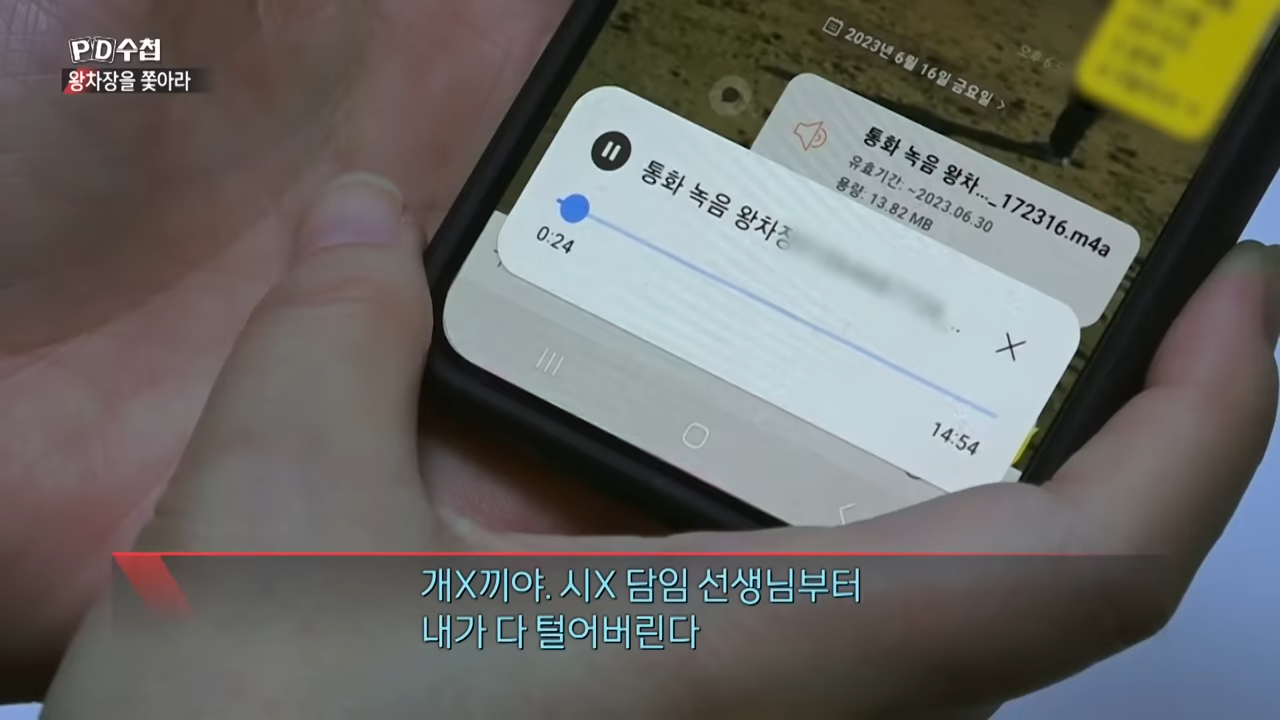 PD수첩
왕차장을 쫓아라
2023년 6월 16일 금요일 >
통화 녹음 왕차..._172316.m4a
유효기간: ~2023.06.30
용량: 13.82 MB
통화 녹음 왕차장
0:24
14:54
개X끼야. 시X 담임 선생님부터
내가 다 털어버린다